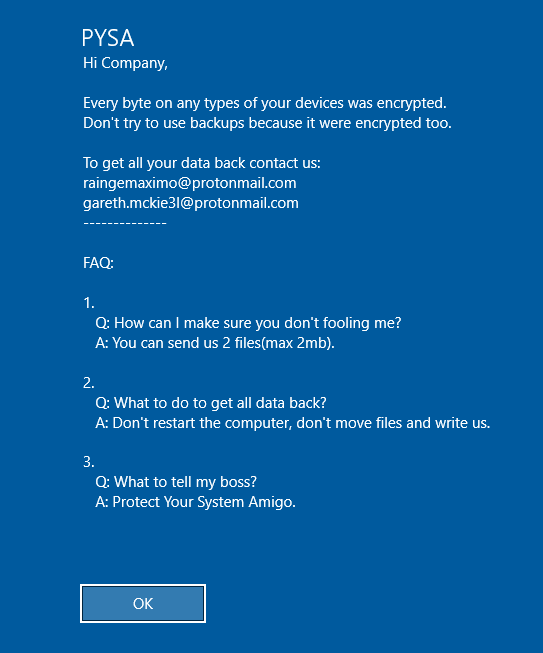 PYSA
Hi Company,
Every byte on any types of your devices was encrypted.
Don't try to use backups because it were encrypted too.
To get all your data back contact us:
raingemaximo@protonmail.com
gareth.mckie3l@protonmail.com
--------------
FAQ:
1.
Q: How can I make sure you don't fooling me?
A: You can send us 2 files(max 2mb).
2.
Q: What to do to get all data back?
A: Don't restart the computer, don't move files and write us.
3.
Q: What to tell my boss?
A: Protect Your System Amigo.
OK